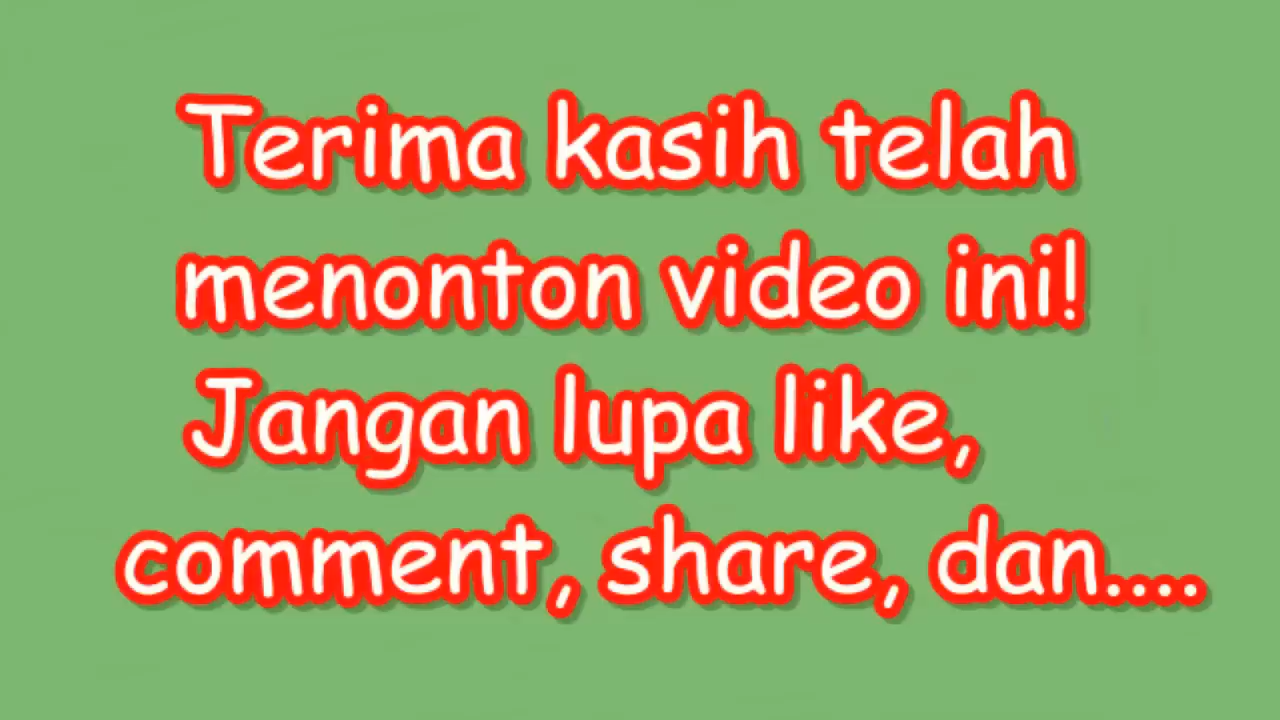 Terima kasih telah
menonton video ini!
Jangan lupa like,
comment, share, dan....